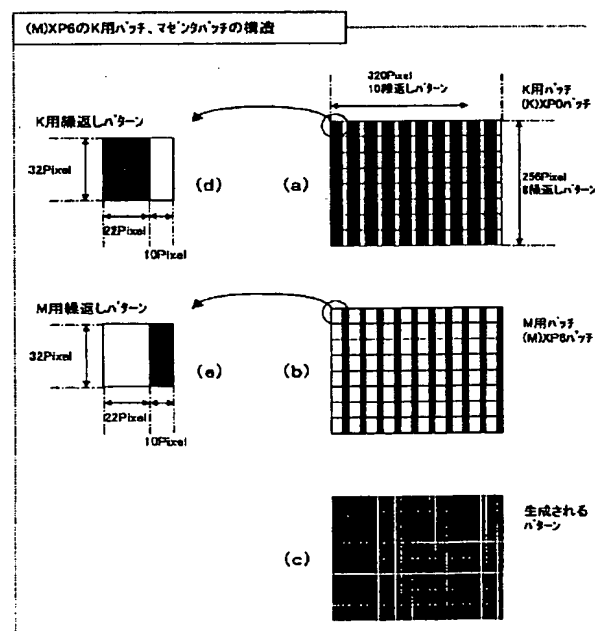 (M)XP6のK用パッチ、マゼンタパッチの構造
320Pixel
10繰返しパターン
K用パッチ
(K)XP0パッチ
K用繰返しパターン
32Pixel
(d)
(a)
256Pixel
8繰返しパターン
22Pixel
10Pixel
M用繰返しパターン
M用パッチ
(M)XP6パッチ
32Pixel
(e)
(b)
22Pixel
10Pixel
生成される
パターン
(c)